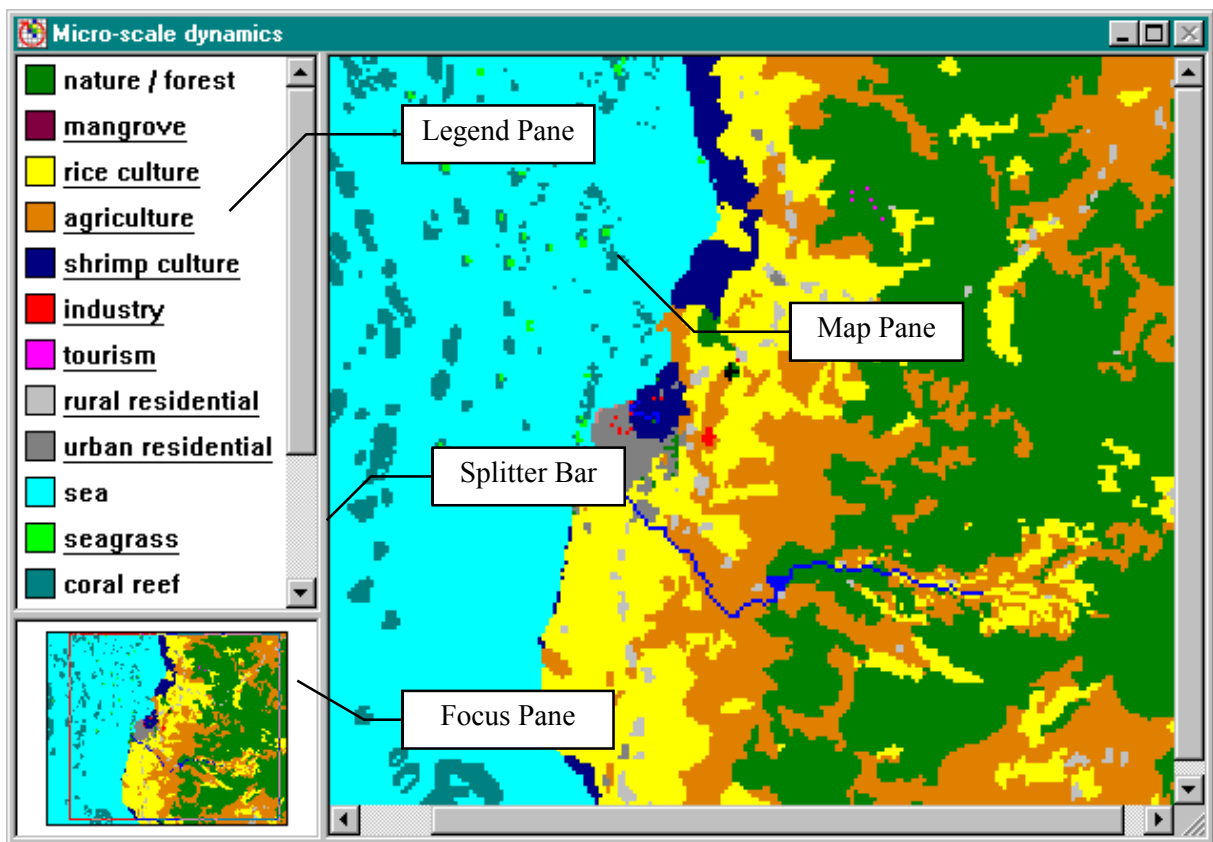 Micro-scale dynamics
nature / forest
mangrove
rice culture
agriculture
shrimp culture
industry
tourism
rural residential
urban residential
sea
seagrass
coral reef
Legend Pane
Map Pane
Splitter Bar
Focus Pane